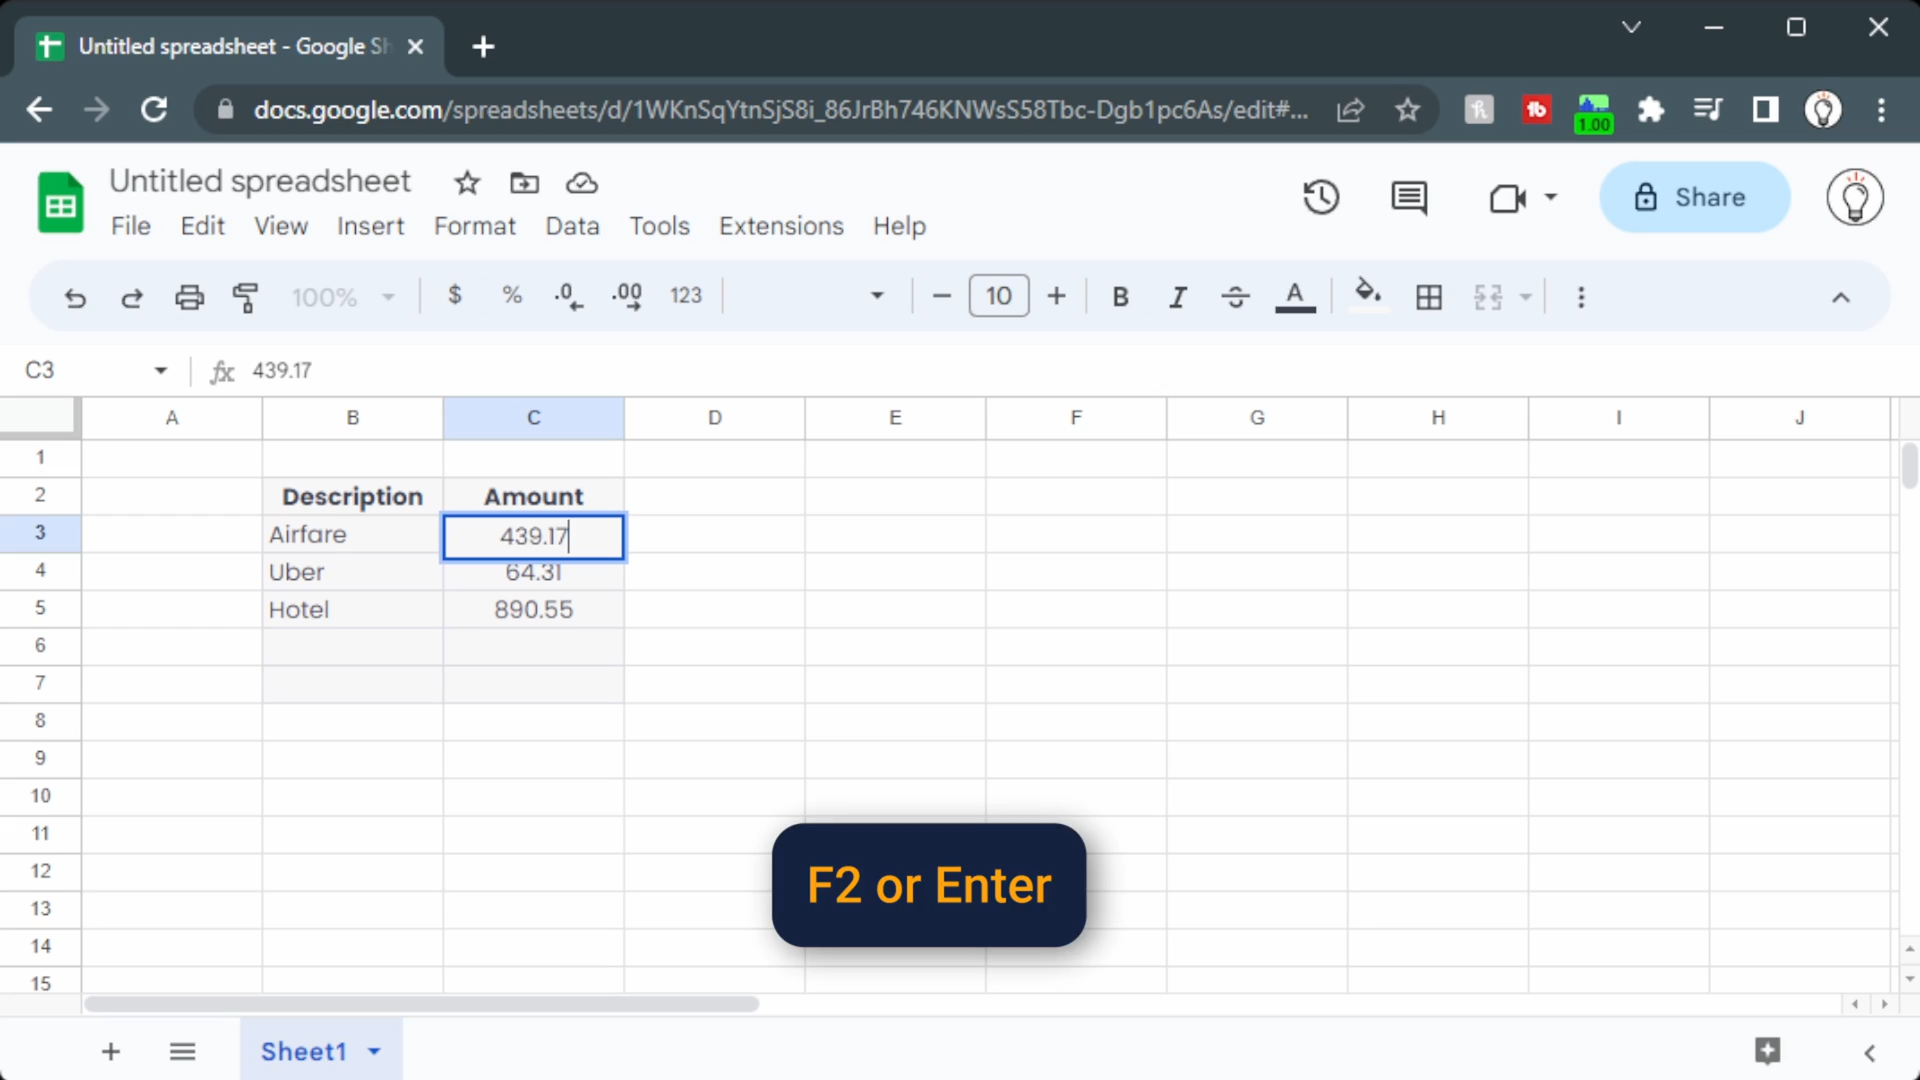 Untitled spreadsheet - Google Sh
docs.google.com/spreadsheets/d/1WKnSqYtnSjS8i_86JrBh746KNWsS58Tbc-Dgb1pc6As/edit#...
1.00
Untitled spreadsheet
File Edit View Insert Format Data Tools Extensions Help
Share
100% $ % .0 .00 123 10 B I S A
C3 fx 439.17
A B C D E F G H I J
1
2 Description Amount
3 Airfare 439.17
4 Uber 64.31
5 Hotel 890.55
6
7
8
9
10
11
12
13
14
15
F2 or Enter
Sheet1